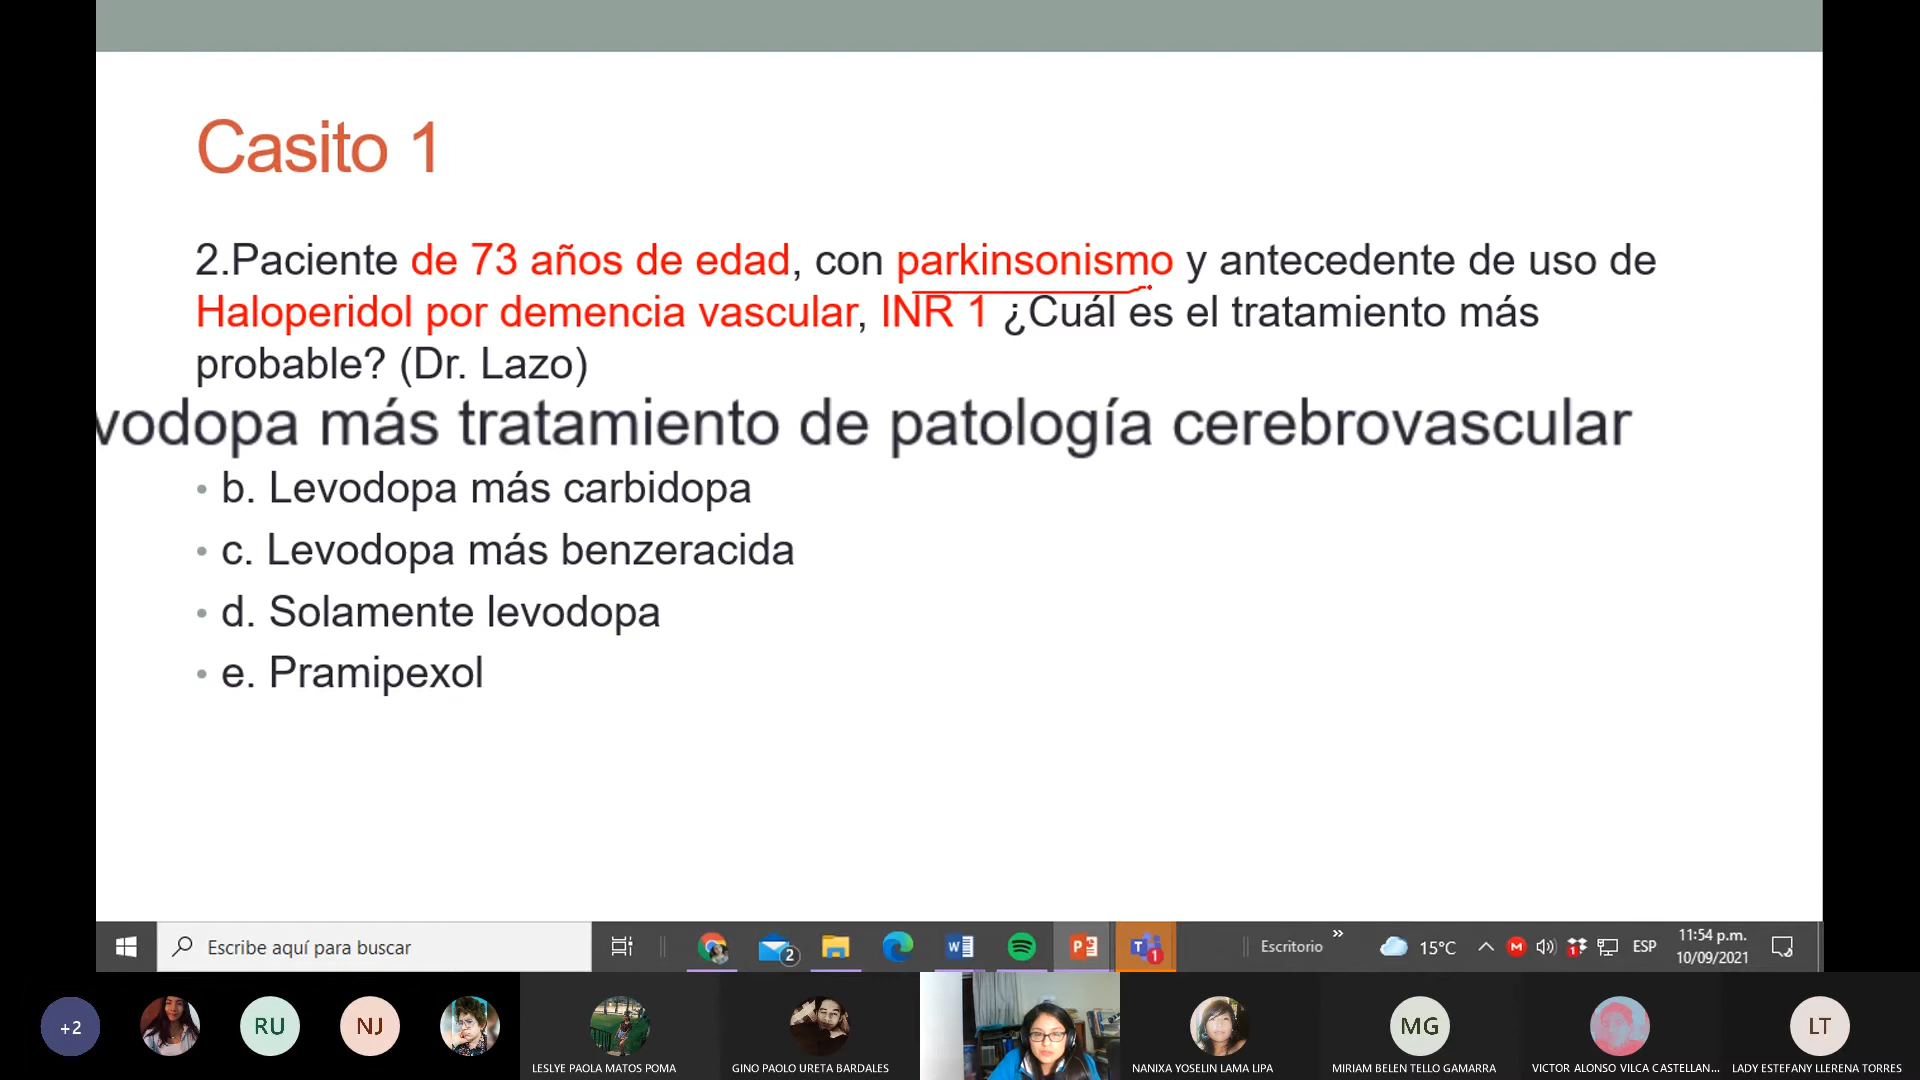 Casito 1
2.Paciente de 73 años de edad, con parkinsonismo y antecedente de uso de
Haloperidol por demencia vascular, INR 1 ¿Cuál es el tratamiento más
probable? (Dr. Lazo)
vodopa más tratamiento de patología cerebrovascular
• b. Levodopa más carbidopa
• c. Levodopa más benzeracida
• d. Solamente levodopa
• e. Pramipexol
Escribe aquí para buscar
2
1
Escritorio
»
15°C
1
ESP
11:54 p.m.
10/09/2021
+2
RU
NJ
MG
LT
LESLYE PAOLA MATOS POMA
GINO PAOLO URETA BARDALES
NANIXA YOSELIN LAMA LIPA
MIRIAM BELEN TELLO GAMARRA
VICTOR ALONSO VILCA CASTELLAN...
LADY ESTEFANY LLERENA TORRES